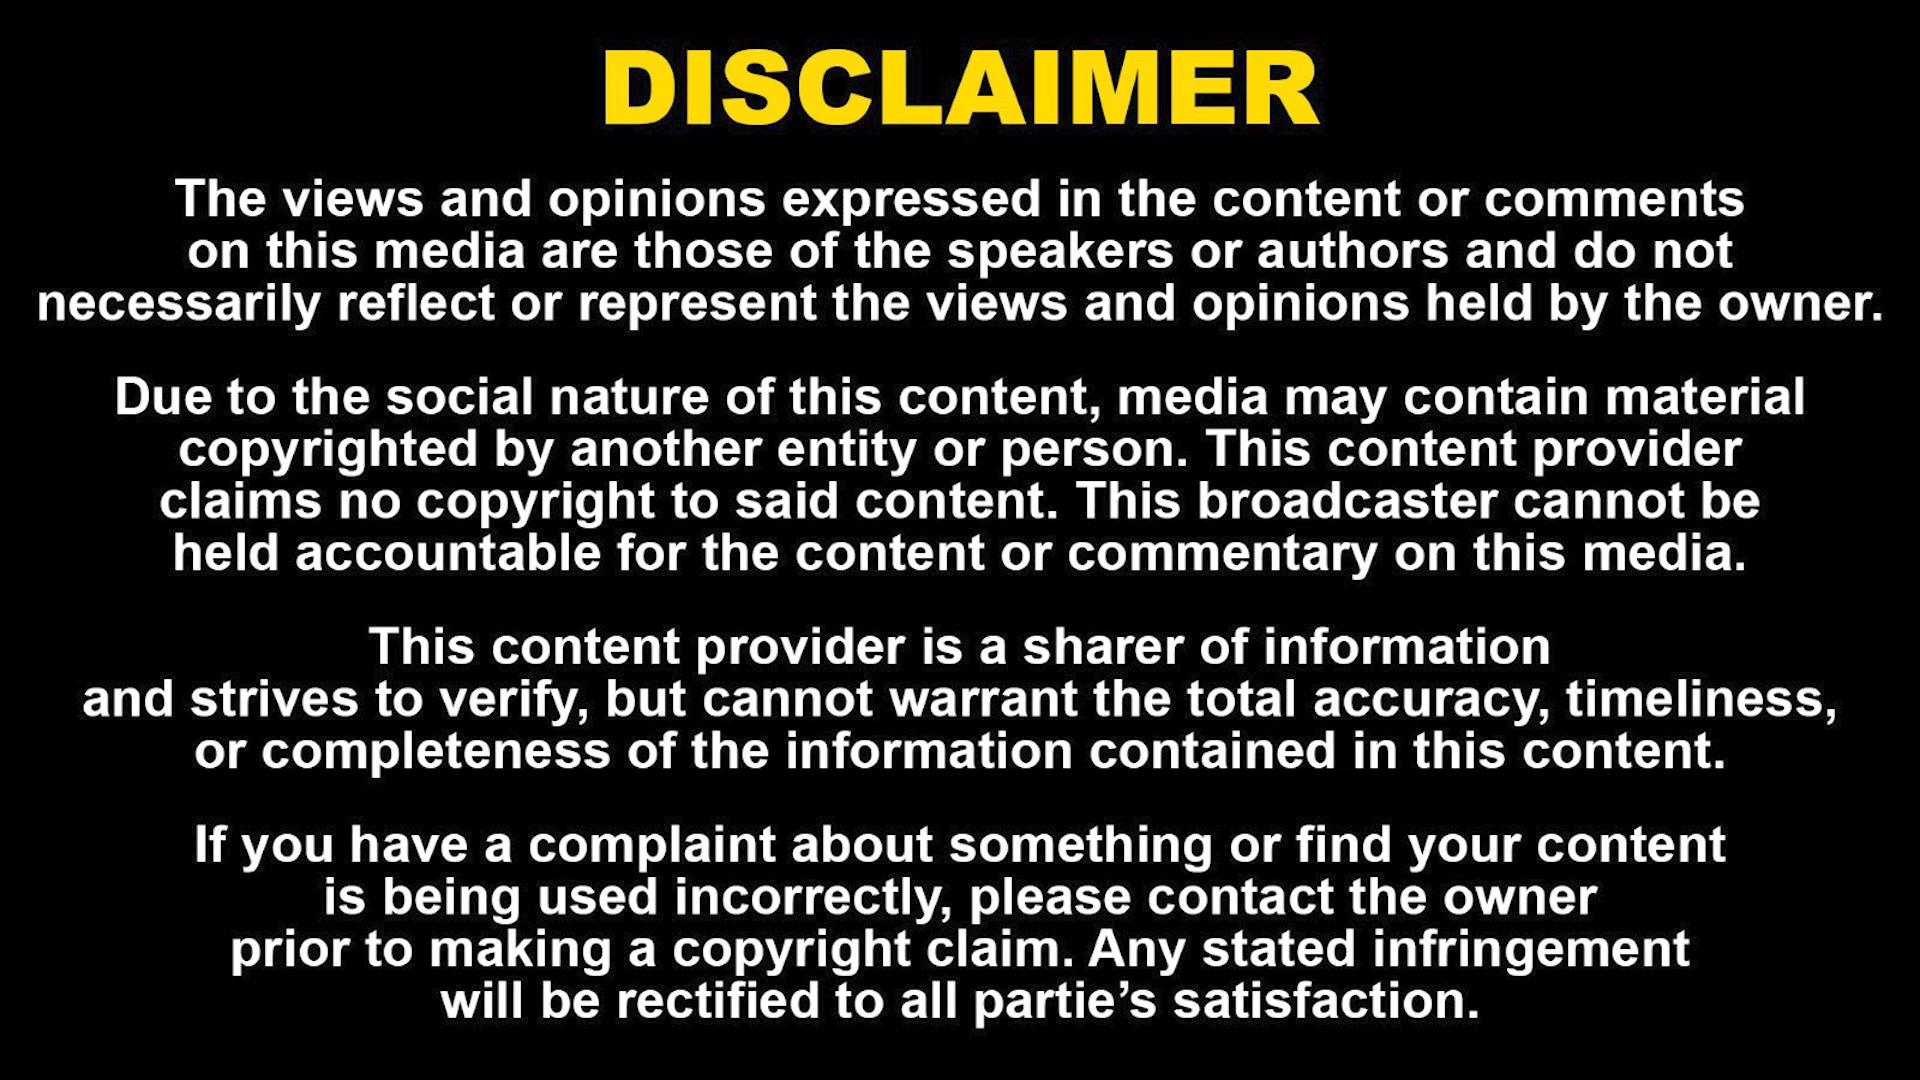 DISCLAIMER
The views and opinions expressed in the content or comments
on this media are those of the speakers or authors and do not
necessarily reflect or represent the views and opinions held by the owner.
Due to the social nature of this content, media may contain material
copyrighted by another entity or person. This content provider
claims no copyright to said content. This broadcaster cannot be
held accountable for the content or commentary on this media.
This content provider is a sharer of information
and strives to verify, but cannot warrant the total accuracy, timeliness,
or completeness of the information contained in this content.
If you have a complaint about something or find your content
is being used incorrectly, please contact the owner
prior to making a copyright claim. Any stated infringement
will be rectified to all partie’s satisfaction.